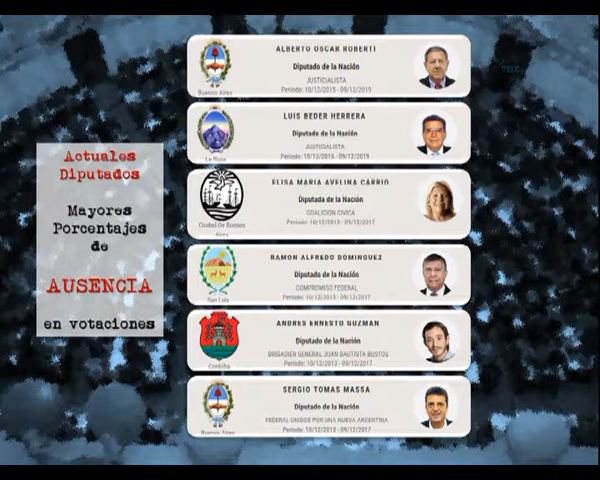 Actuales
Diputados
Mayores
Porcentajes
de
AUSENCIA
en votaciones
ALBERTO OSCAR ROBERTI
Diputado de la Nación
JUSTICIALISTA
Período: 10/12/2015 - 09/12/2019
Buenos Aires
LUIS BEDER HERRERA
Diputado de la Nación
JUSTICIALISTA
Período: 10/12/2015 - 09/12/2019
La Rioja
ELISA MARIA AVELINA CARRIO
Diputada de la Nación
COALICION CIVICA
Período: 10/12/2013 - 09/12/2017
Ciudad De Buenos
Aires
RAMON ALFREDO DOMINGUEZ
Diputado de la Nación
COMPROMISO FEDERAL
Período: 10/12/2013 - 09/12/2017
San Luis
ANDRES ERNESTO GUZMAN
Diputado de la Nación
BRIGADIER GENERAL JUAN BAUTISTA BUSTOS
Período: 10/12/2013 - 09/12/2017
Córdoba
SERGIO TOMAS MASSA
Diputado de la Nación
FEDERAL UNIDOS POR UNA NUEVA ARGENTINA
Período: 10/12/2013 - 09/12/2017
Buenos Aires